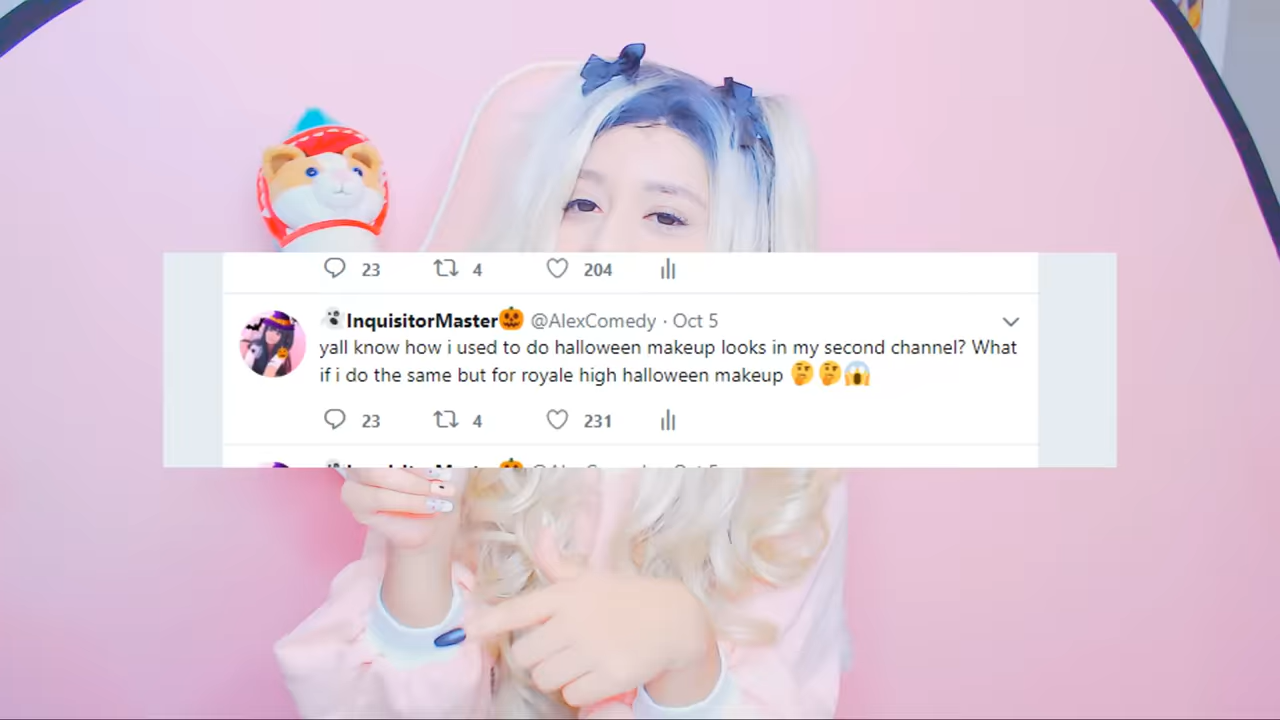 23 4 204
👻InquisitorMaster🎃 @AlexComedy · Oct 5
yall know how i used to do halloween makeup looks in my second channel? What
if i do the same but for royale high halloween makeup 🤔🤔😱
23 4 231